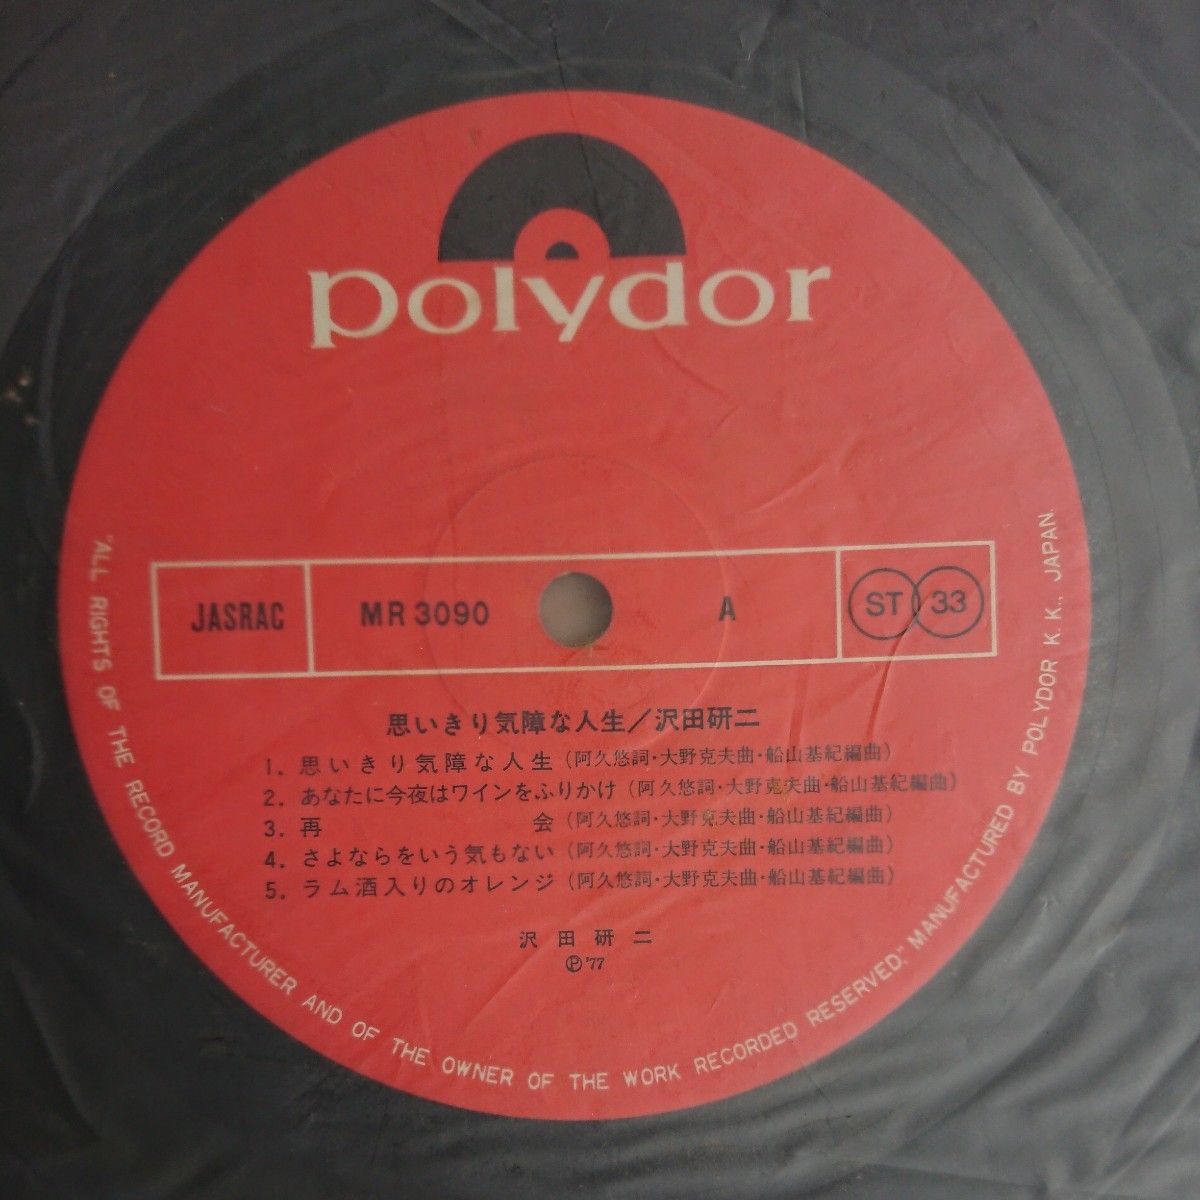 polydor
JASRAC MR 3090 A ST 33
思いきり気障な人生／沢田研二
1. 思いきり気障な人生（阿久悠詞・大野克夫曲・船山基紀編曲）
2. あなたに今夜はワインをふりかけ（阿久悠詞・大野克夫曲・船山基紀編曲）
3. 再会（阿久悠詞・大野克夫曲・船山基紀編曲）
4. さよならをいう気もない（阿久悠詞・大野克夫曲・船山基紀編曲）
5. ラム酒入りのオレンジ（阿久悠詞・大野克夫曲・船山基紀編曲）
沢田研二
Ⓟ '77
"ALL RIGHTS OF THE RECORD MANUFACTURER AND OF THE OWNER OF THE WORK RECORDED RESERVED." MANUFACTURED BY POLYDOR K.K., JAPAN.